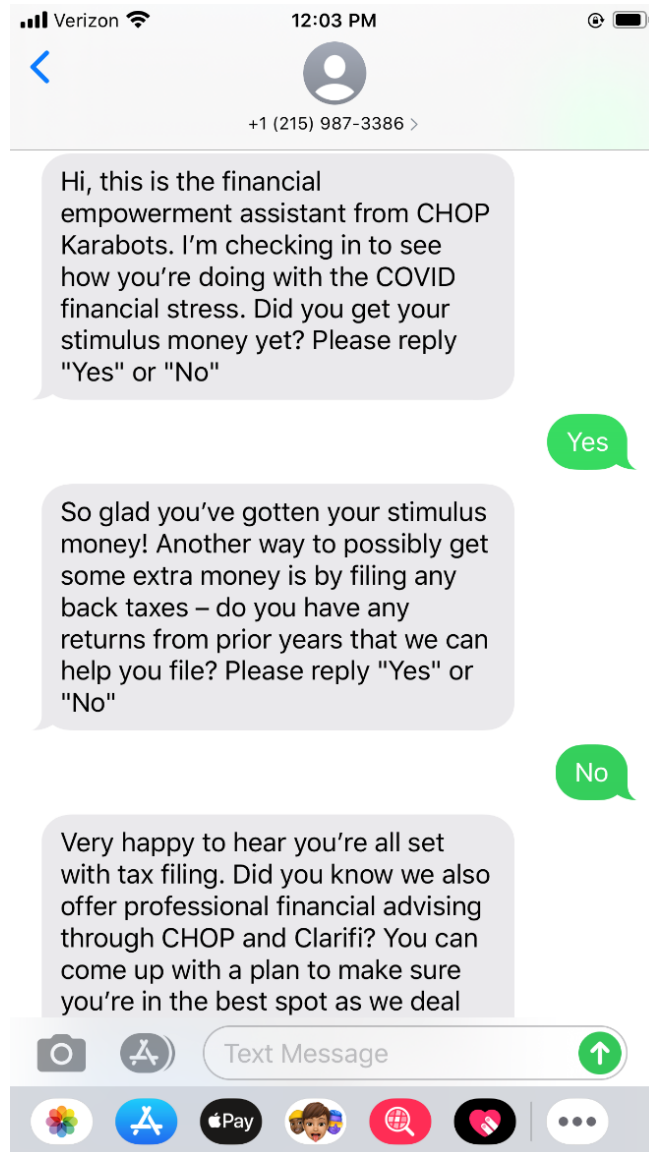 Verizon 12:03 PM
+1 (215) 987-3386 >
Hi, this is the financial
empowerment assistant from CHOP
Karabots. I’m checking in to see
how you’re doing with the COVID
financial stress. Did you get your
stimulus money yet? Please reply
"Yes" or "No"
Yes
So glad you’ve gotten your stimulus
money! Another way to possibly get
some extra money is by filing any
back taxes – do you have any
returns from prior years that we can
help you file? Please reply "Yes" or
"No"
No
Very happy to hear you’re all set
with tax filing. Did you know we also
offer professional financial advising
through CHOP and Clarifi? You can
come up with a plan to make sure
you’re in the best spot as we deal
Text Message
Pay